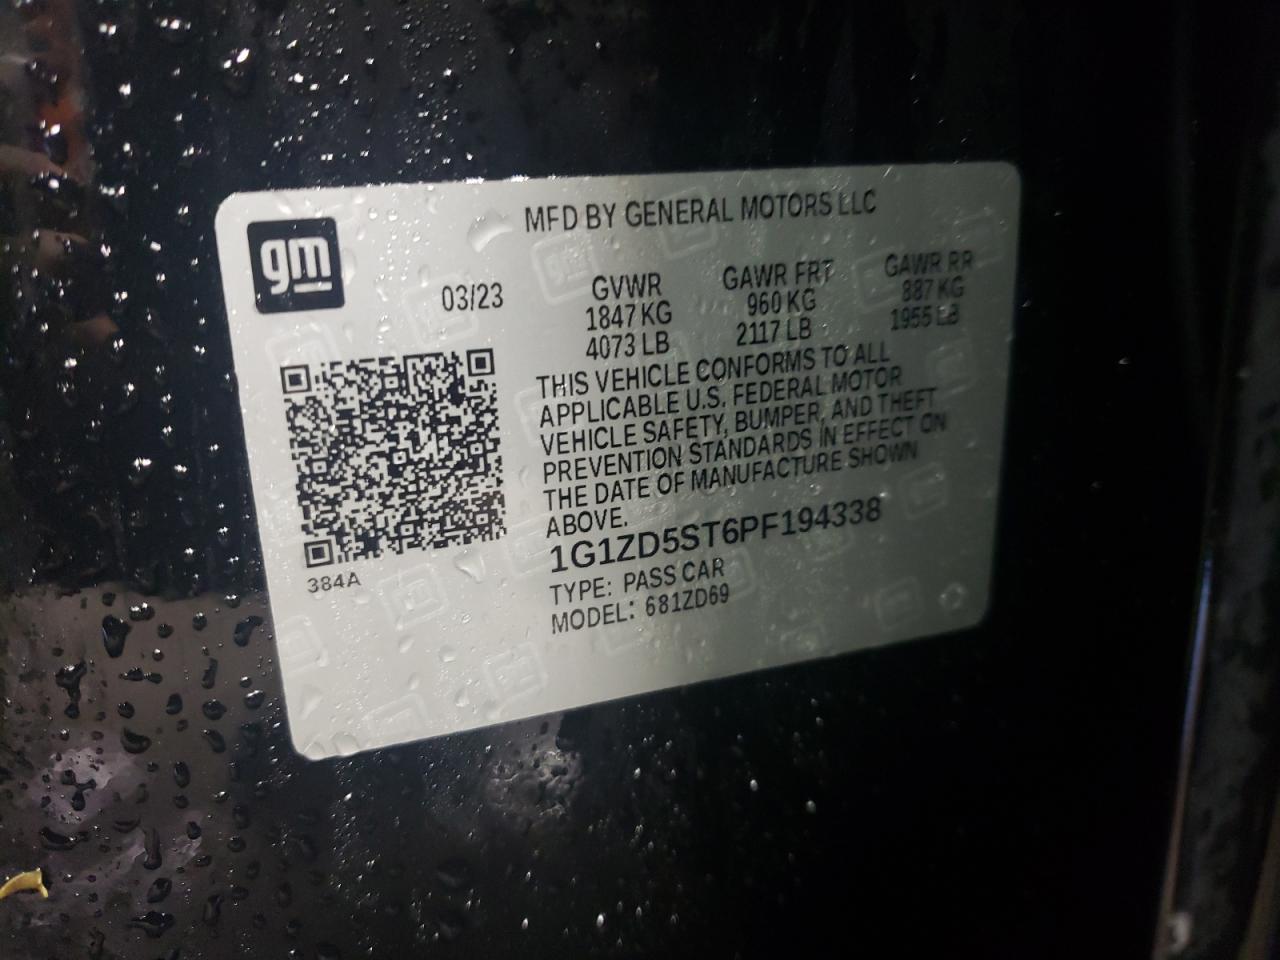 gm
MFD BY GENERAL MOTORS LLC
03/23
GVWR GAWR FRT GAWR RR
1847 KG 960 KG 887 KG
4073 LB 2117 LB 1955 LB
THIS VEHICLE CONFORMS TO ALL
APPLICABLE U.S. FEDERAL MOTOR
VEHICLE SAFETY, BUMPER, AND THEFT
PREVENTION STANDARDS IN EFFECT ON
THE DATE OF MANUFACTURE SHOWN
ABOVE.
1G1ZD5ST6PF194338
TYPE: PASS CAR
MODEL: 681ZD69
384A